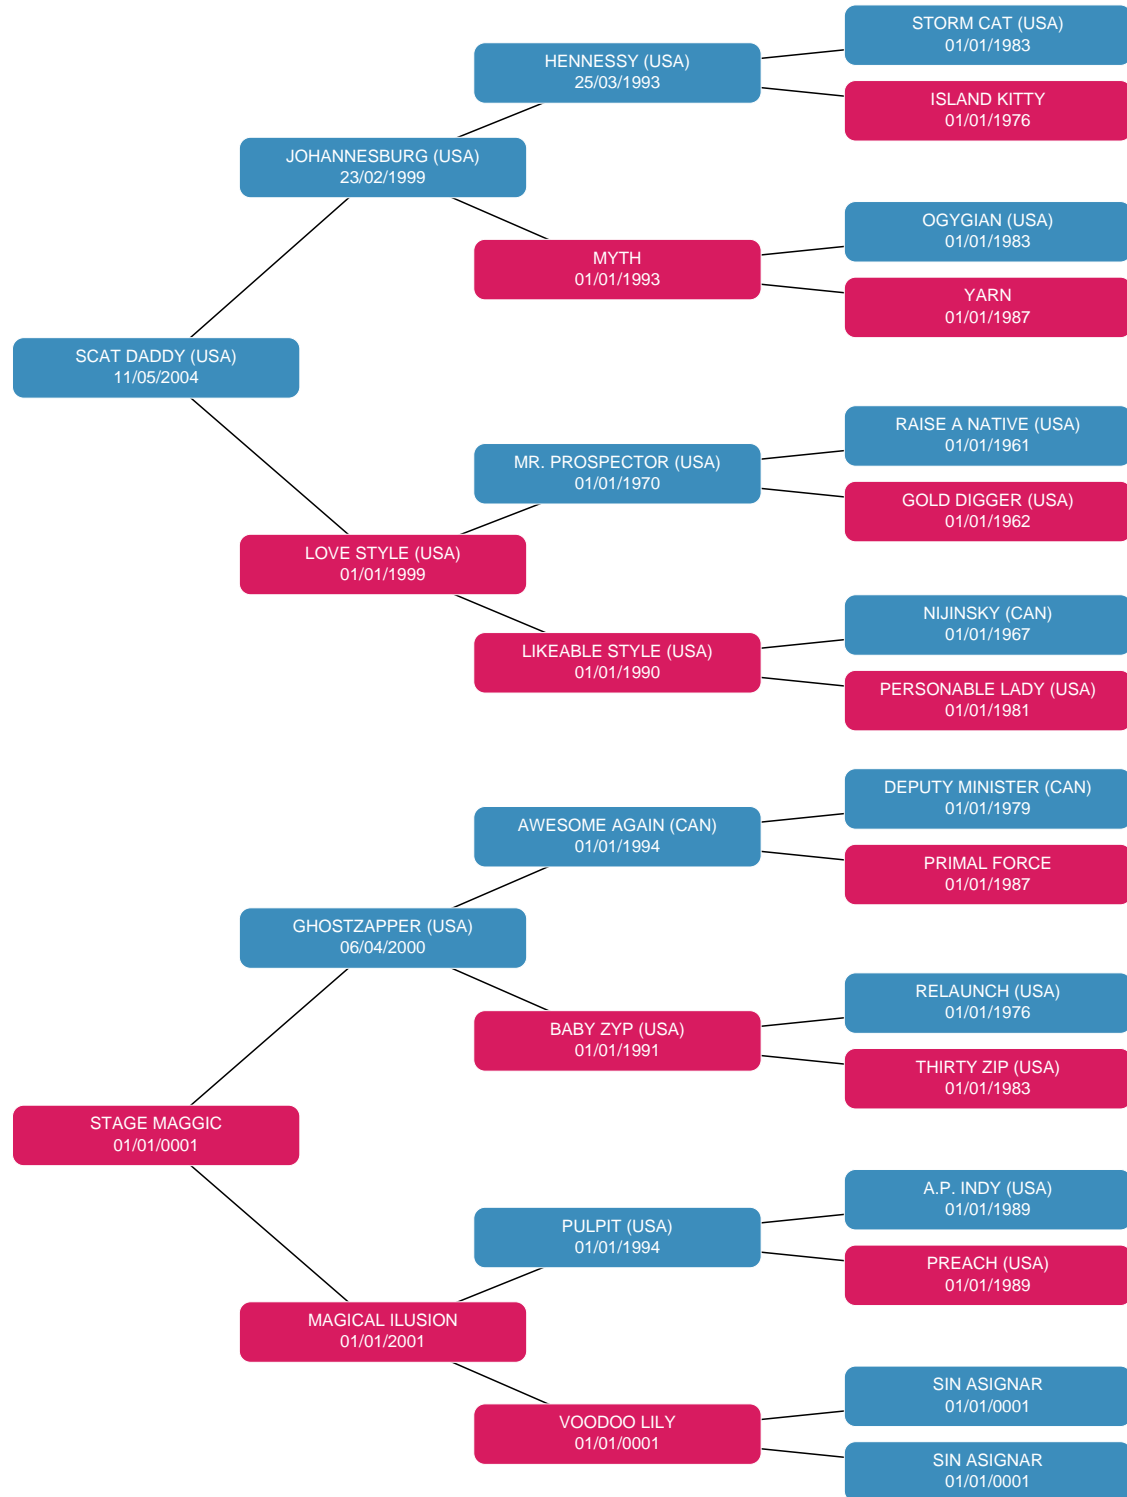 STORM CAT (USA)
01/01/1983
HENNESSY (USA)
25/03/1993
ISLAND KITTY
01/01/1976
JOHANNESBURG (USA)
23/02/1999
OGYGIAN (USA)
01/01/1983
MYTH
01/01/1993
YARN
01/01/1987
SCAT DADDY (USA)
11/05/2004
RAISE A NATIVE (USA)
01/01/1961
MR. PROSPECTOR (USA)
01/01/1970
GOLD DIGGER (USA)
01/01/1962
LOVE STYLE (USA)
01/01/1999
NIJINSKY (CAN)
01/01/1967
LIKEABLE STYLE (USA)
01/01/1990
PERSONABLE LADY (USA)
01/01/1981
DEPUTY MINISTER (CAN)
01/01/1979
AWESOME AGAIN (CAN)
01/01/1994
PRIMAL FORCE
01/01/1987
GHOSTZAPPER (USA)
06/04/2000
RELAUNCH (USA)
01/01/1976
BABY ZYP (USA)
01/01/1991
THIRTY ZIP (USA)
01/01/1983
STAGE MAGGIC
01/01/0001
A.P. INDY (USA)
01/01/1989
PULPIT (USA)
01/01/1994
PREACH (USA)
01/01/1989
MAGICAL ILUSION
01/01/2001
SIN ASIGNAR
01/01/0001
VOODOO LILY
01/01/0001
SIN ASIGNAR
01/01/0001